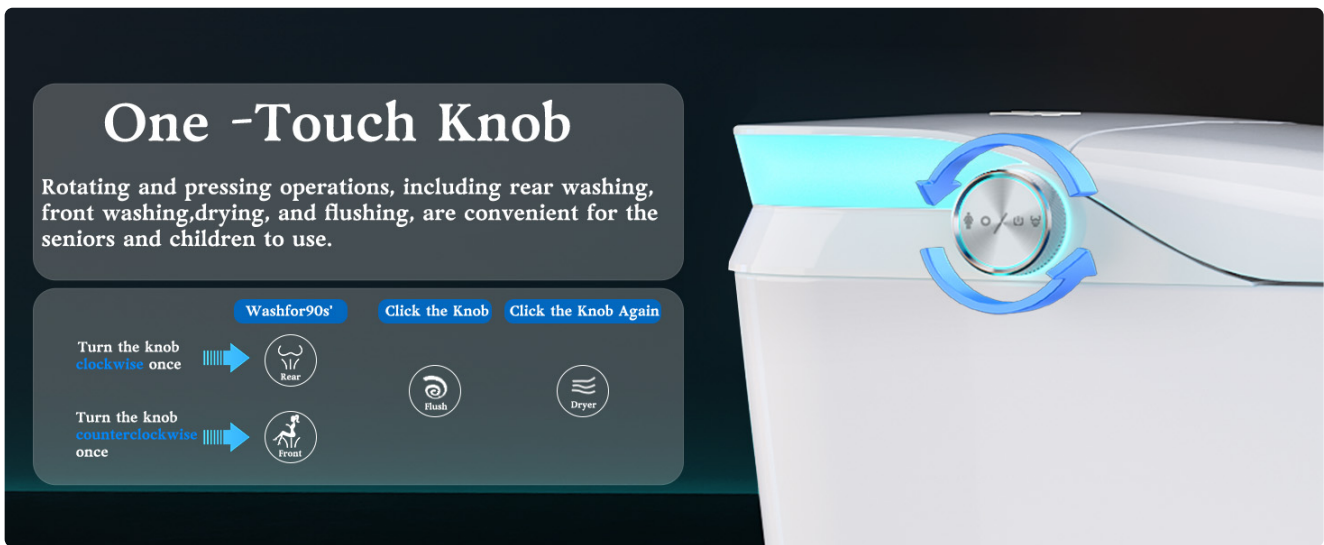 One -Touch Knob
Rotating and pressing operations, including rear washing,
front washing,drying, and flushing, are convenient for the
seniors and children to use.
Washfor90s'
Click the Knob
Click the Knob Again
Turn the knob
clockwise once
Rear
Flush
Dryer
Turn the knob
counterclockwise
once
Front